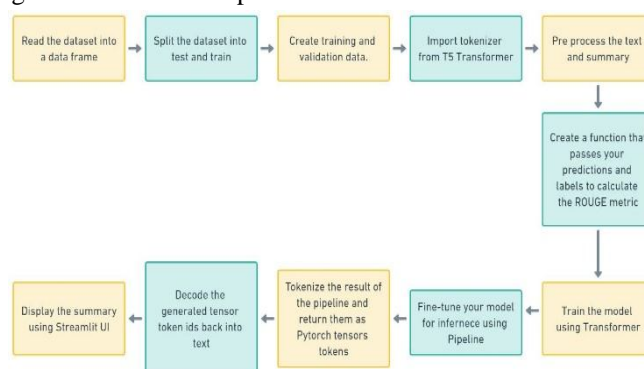 Read the dataset into
a data frame
Split the dataset into
test and train
Create training and
validation data.
Import tokenizer
from T5 Transformer
Pre process the text
and summary
Create a function that
passes your
predictions and
labels to calculate
the ROUGE metric
Train the model
using Transformer
Fine-tune your model
for infernece using
Pipeline
Tokenize the result of
the pipeline and
return them as
Pytorch tensors
tokens
Decode the
generated tensor
token ids back into
text
Display the summary
using Streamlit UI